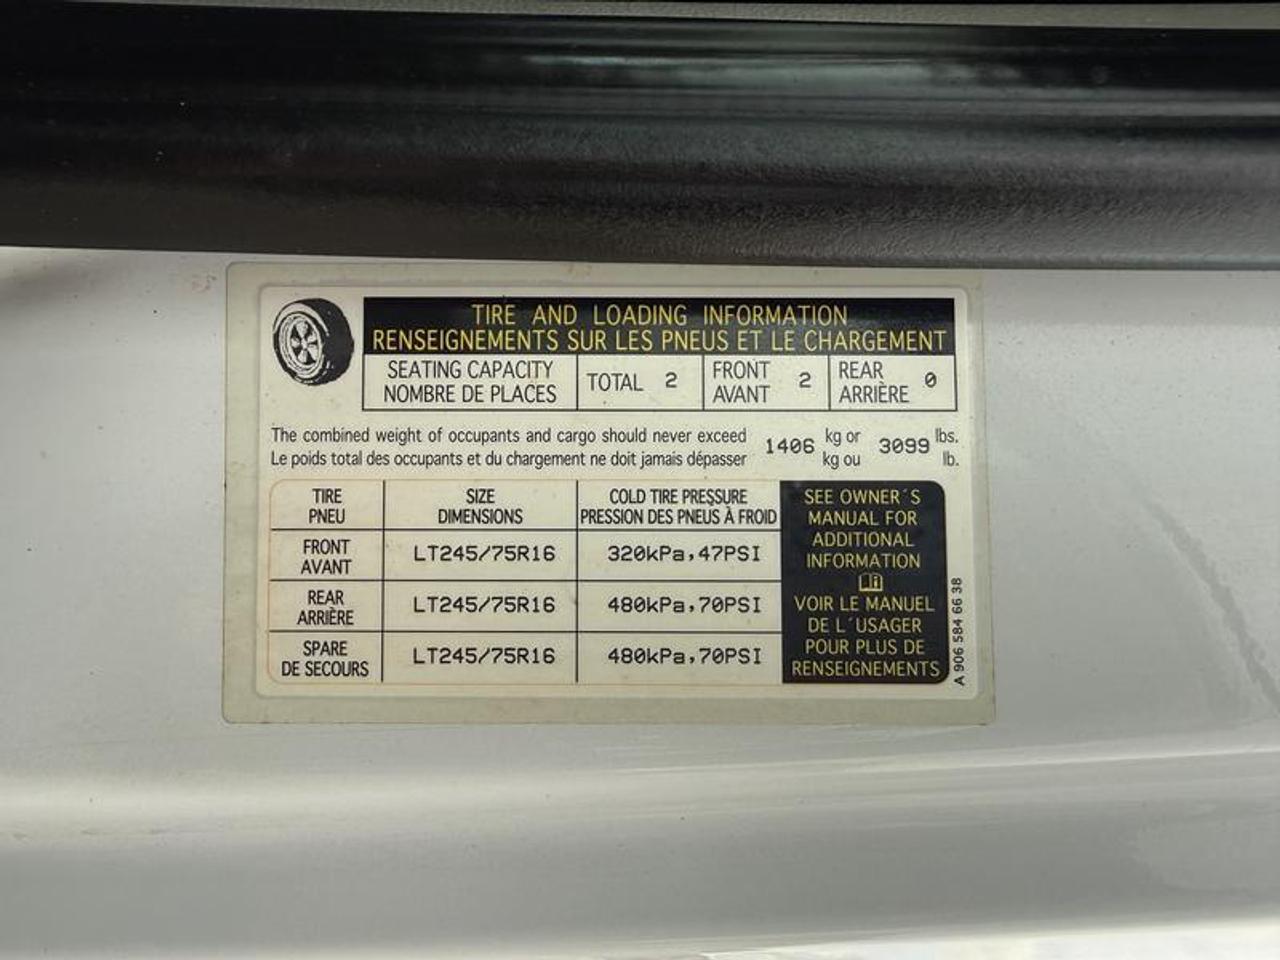 TIRE AND LOADING INFORMATION
RENSEIGNEMENTS SUR LES PNEUS ET LE CHARGEMENT
SEATING CAPACITY
NOMBRE DE PLACES
TOTAL 2
FRONT
AVANT
2
REAR
ARRIÈRE
0
The combined weight of occupants and cargo should never exceed
Le poids total des occupants et du chargement ne doit jamais dépasser
1406
kg or
kg ou
3099
lbs.
lb.
TIRE
PNEU
SIZE
DIMENSIONS
COLD TIRE PRESSURE
PRESSION DES PNEUS À FROID
FRONT
AVANT
LT245/75R16
320kPa,47PSI
REAR
ARRIÈRE
LT245/75R16
480kPa,70PSI
SPARE
DE SECOURS
LT245/75R16
480kPa,70PSI
SEE OWNER´S
MANUAL FOR
ADDITIONAL
INFORMATION
VOIR LE MANUEL
DE L´USAGER
POUR PLUS DE
RENSEIGNEMENTS
A 906 584 66 38